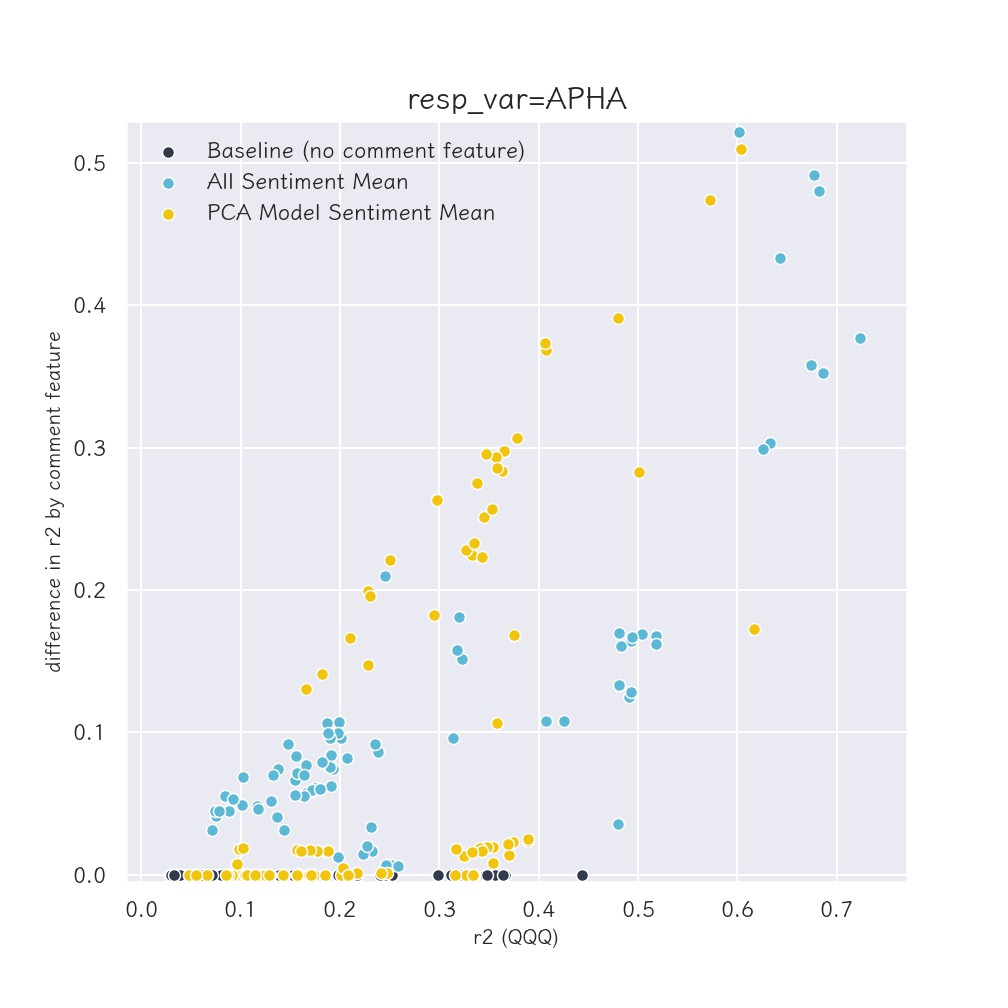 resp_var=APHA
Baseline (no comment feature)
All Sentiment Mean
PCA Model Sentiment Mean
difference in r2 by comment feature
0.5
0.4
0.3
0.2
0.1
0.0
0.0 0.1 0.2 0.3 0.4 0.5 0.6 0.7
r2 (QQQ)